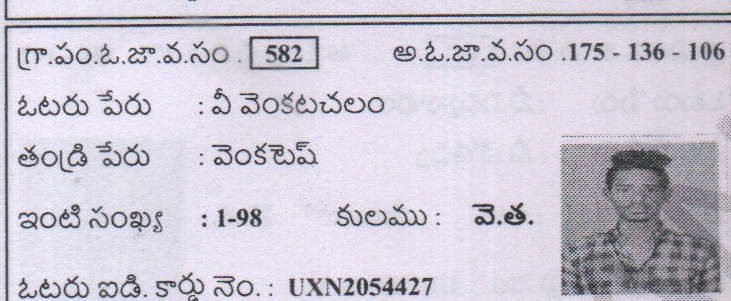 గ్రా.పం.ఓ.జా.వ.సం. 582 అ.ఓ.జా.వ.సం .175 - 136 - 106
ఓటరు పేరు : వీ వెంకటచలం
తండ్రి పేరు : వెంకటెష్
ఇంటి సంఖ్య : 1-98 కులము : వె.త.
ఓటరు ఐడి. కార్డు నెం. : UXN2054427